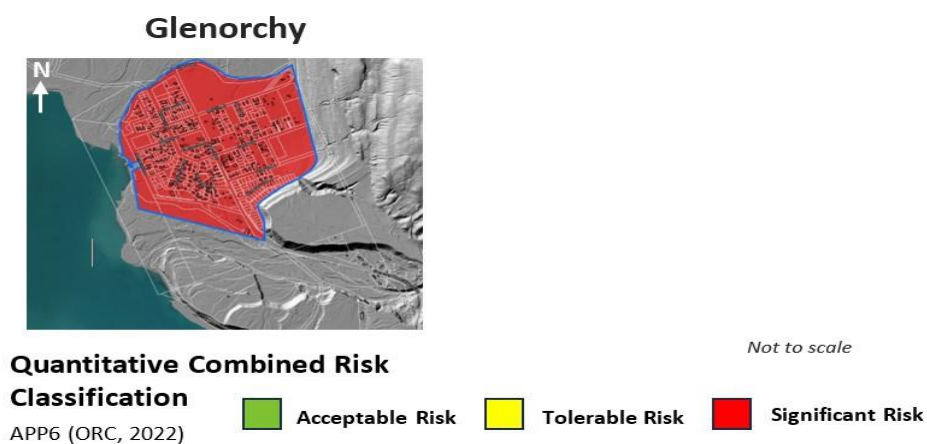 Glenorchy
N
Not to scale
Quantitative Combined Risk
Classification
APP6 (ORC, 2022)
Acceptable Risk
Tolerable Risk
Significant Risk